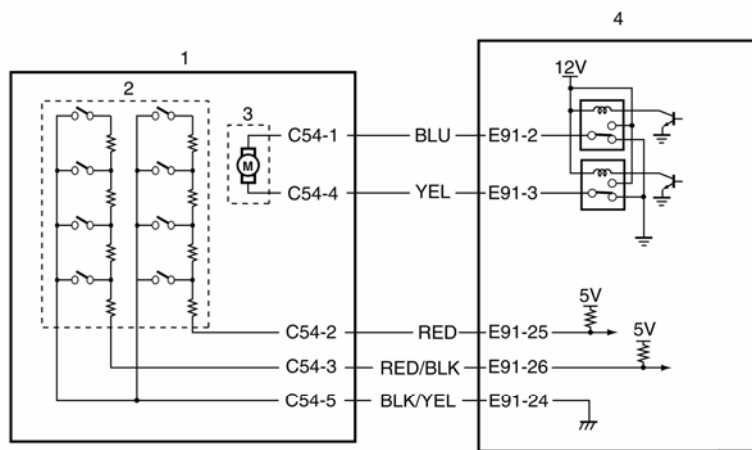 4
1
2
3
12V
M
C54-1 BLU E91-2
C54-4 YEL E91-3
5V
5V
C54-2 RED E91-25
C54-3 RED/BLK E91-26
C54-5 BLK/YEL E91-24